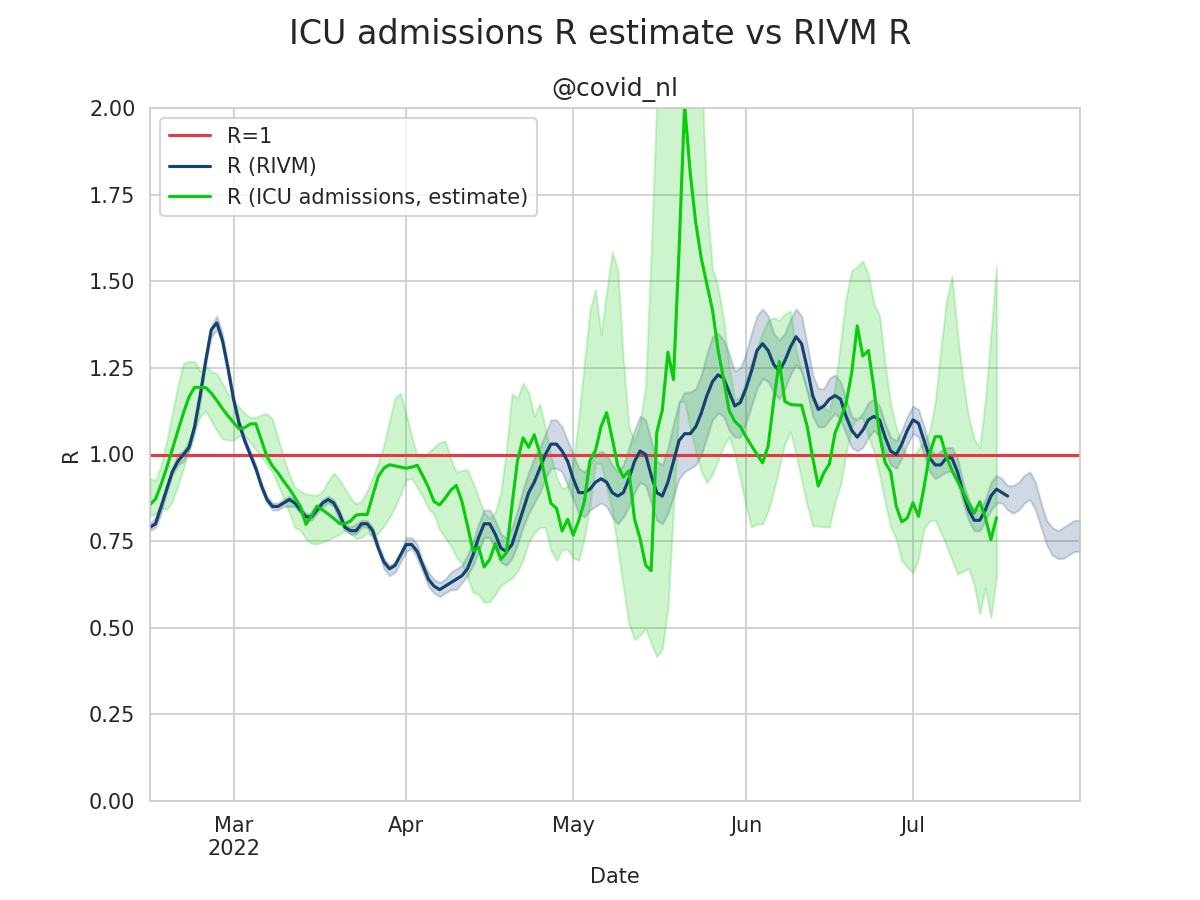 ICU admissions R estimate vs RIVM R
@covid_nl
R=1
R (RIVM)
R (ICU admissions, estimate)
2.00
1.75
1.50
1.25
1.00
0.75
0.50
0.25
0.00
R
Mar
2022
Apr
May
Jun
Jul
Date